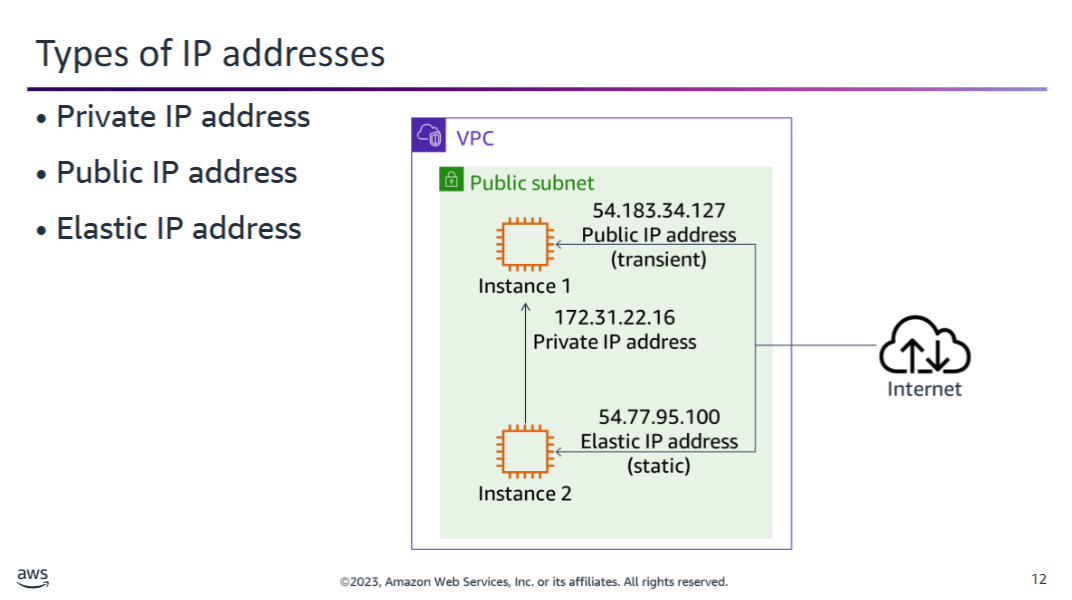 Types of IP addresses
• Private IP address
• Public IP address
• Elastic IP address
VPC
Public subnet
54.183.34.127
Public IP address
(transient)
Instance 1
172.31.22.16
Private IP address
54.77.95.100
Elastic IP address
(static)
Instance 2
Internet
aws
©2023, Amazon Web Services, Inc. or its affiliates. All rights reserved.
12